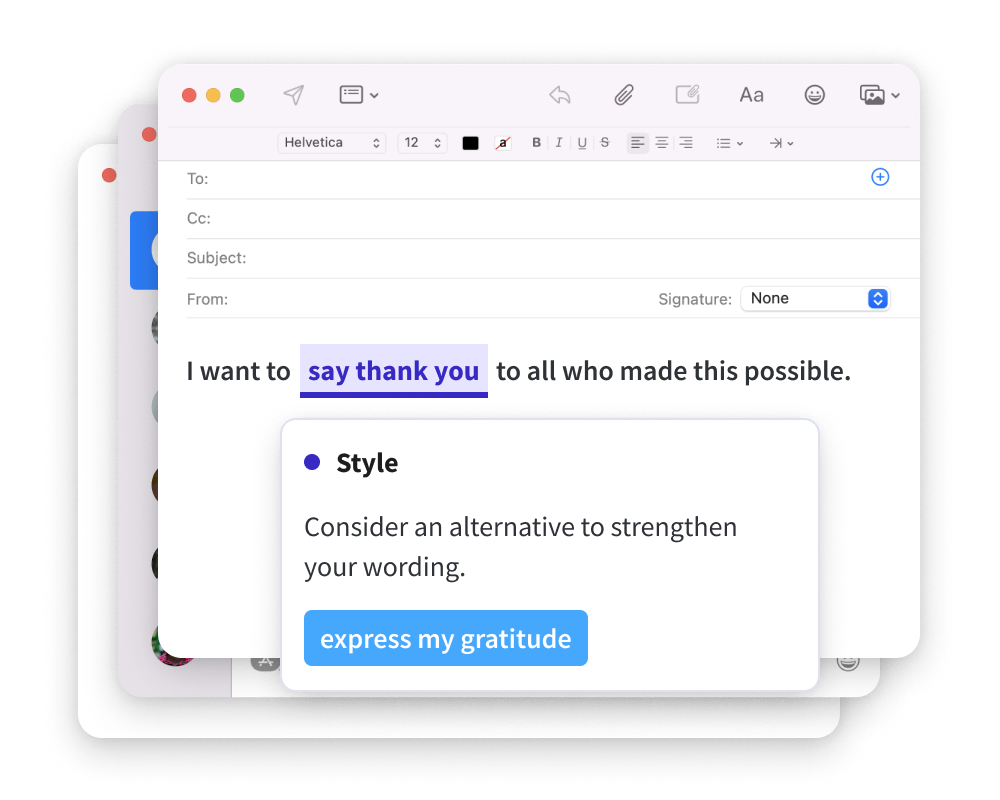 Aa
Helvetica 12 a B I U S
To:
Cc:
Subject:
From: Signature: None
I want to say thank you to all who made this possible.
Style
Consider an alternative to strengthen
your wording.
express my gratitude